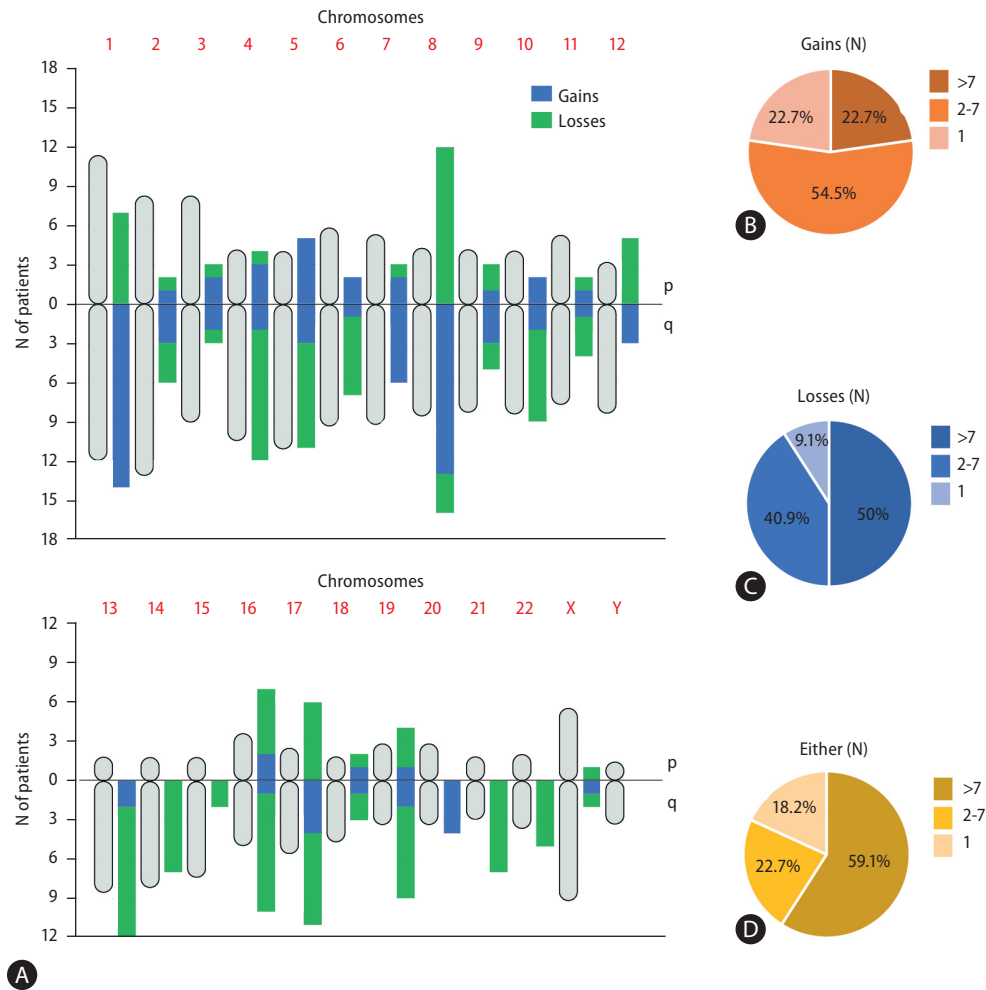 Chromosomes
1 2 3 4 5 6 7 8 9 10 11 12
N of patients
18
15
12
9
6
3
0
3
6
9
12
15
18
Gains
Losses
p
q
Chromosomes
13 14 15 16 17 18 19 20 21 22 X Y
N of patients
12
9
6
3
0
3
6
9
12
p
q
A
Gains (N)
22.7% 22.7%
54.5%
>7
2-7
1
B
Losses (N)
9.1%
40.9% 50%
>7
2-7
1
C
Either (N)
18.2%
22.7% 59.1%
>7
2-7
1
D